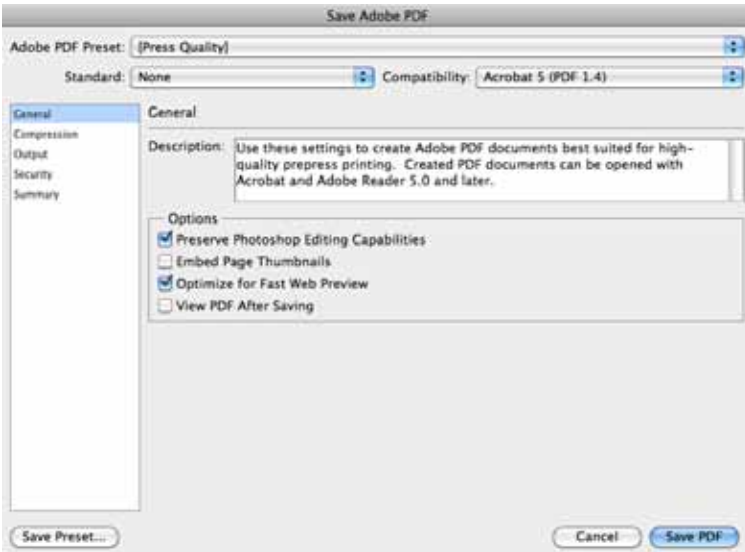 Save Adobe PDF
Adobe PDF Preset: [Press Quality]
Standard: None Compatibility: Acrobat 5 (PDF 1.4)
General
Compression
Output
Security
Summary
General
Description: Use these settings to create Adobe PDF documents best suited for high-
quality prepress printing. Created PDF documents can be opened with
Acrobat and Adobe Reader 5.0 and later.
Options
Preserve Photoshop Editing Capabilities
Embed Page Thumbnails
Optimize for Fast Web Preview
View PDF After Saving
Save Preset... Cancel Save PDF